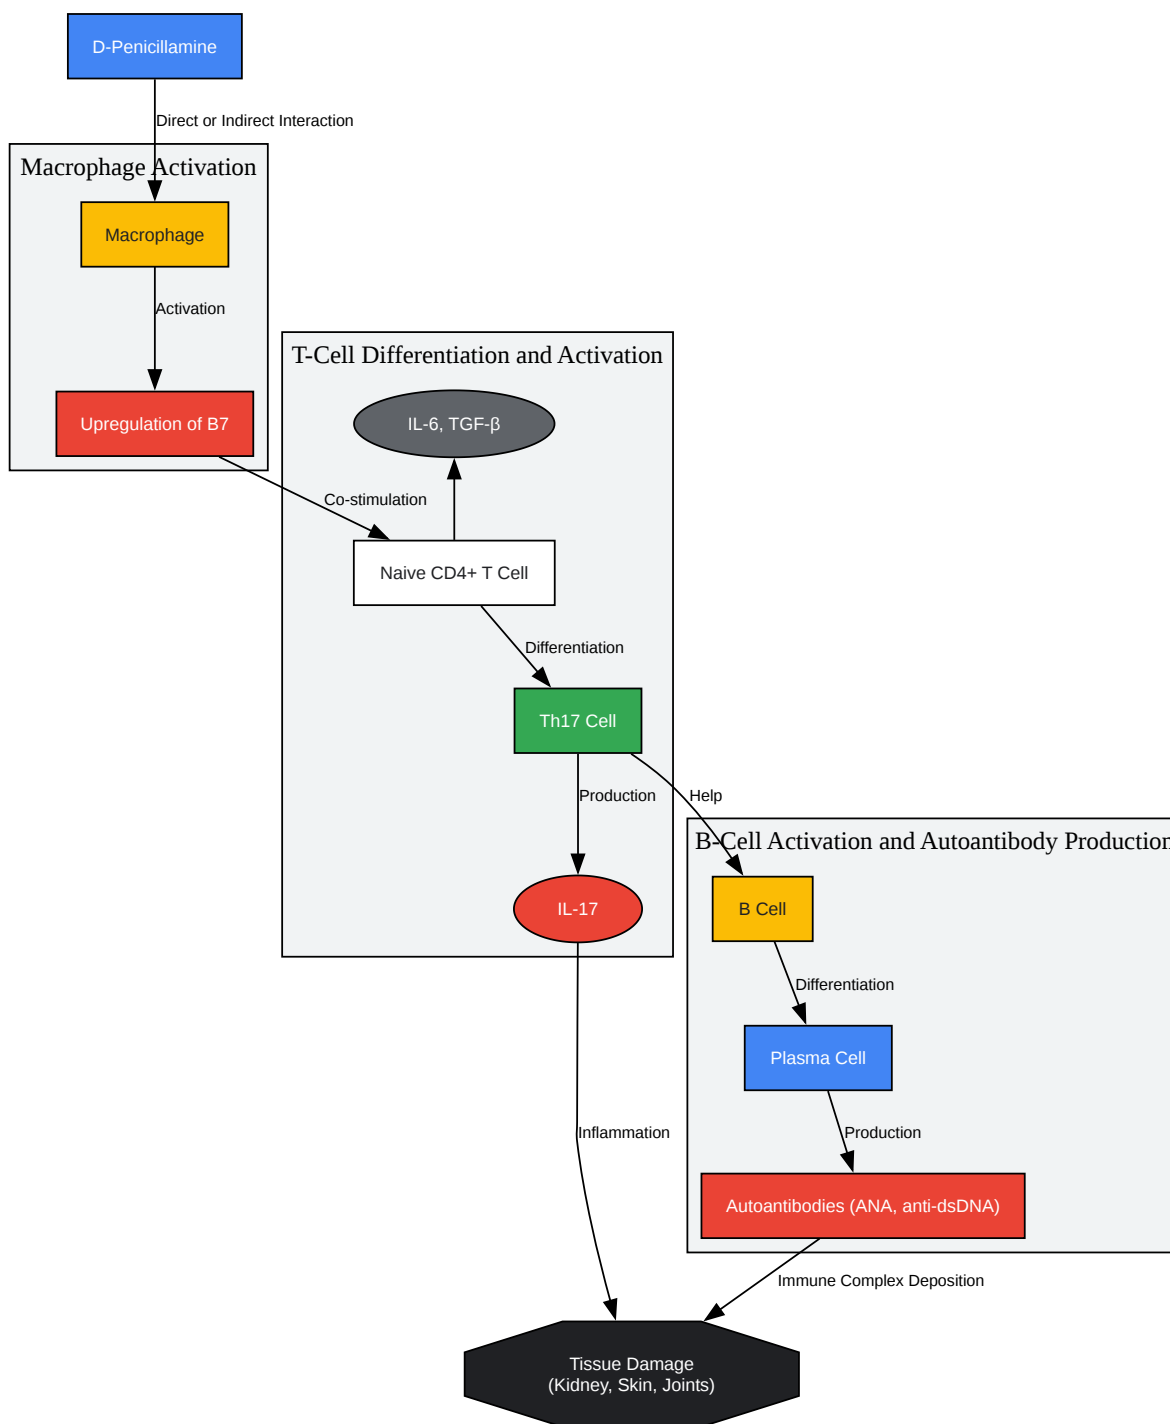 D-Penicillamine
Direct or Indirect Interaction
Macrophage Activation
Macrophage
Activation
Upregulation of B7
T-Cell Differentiation and Activation
IL-6, TGF-β
Co-stimulation
Naive CD4+ T Cell
Differentiation
Th17 Cell
Production
Help
B-Cell Activation and Autoantibody Production
IL-17
B Cell
Differentiation
Plasma Cell
Inflammation
Production
Autoantibodies (ANA, anti-dsDNA)
Immune Complex Deposition
Tissue Damage
(Kidney, Skin, Joints)